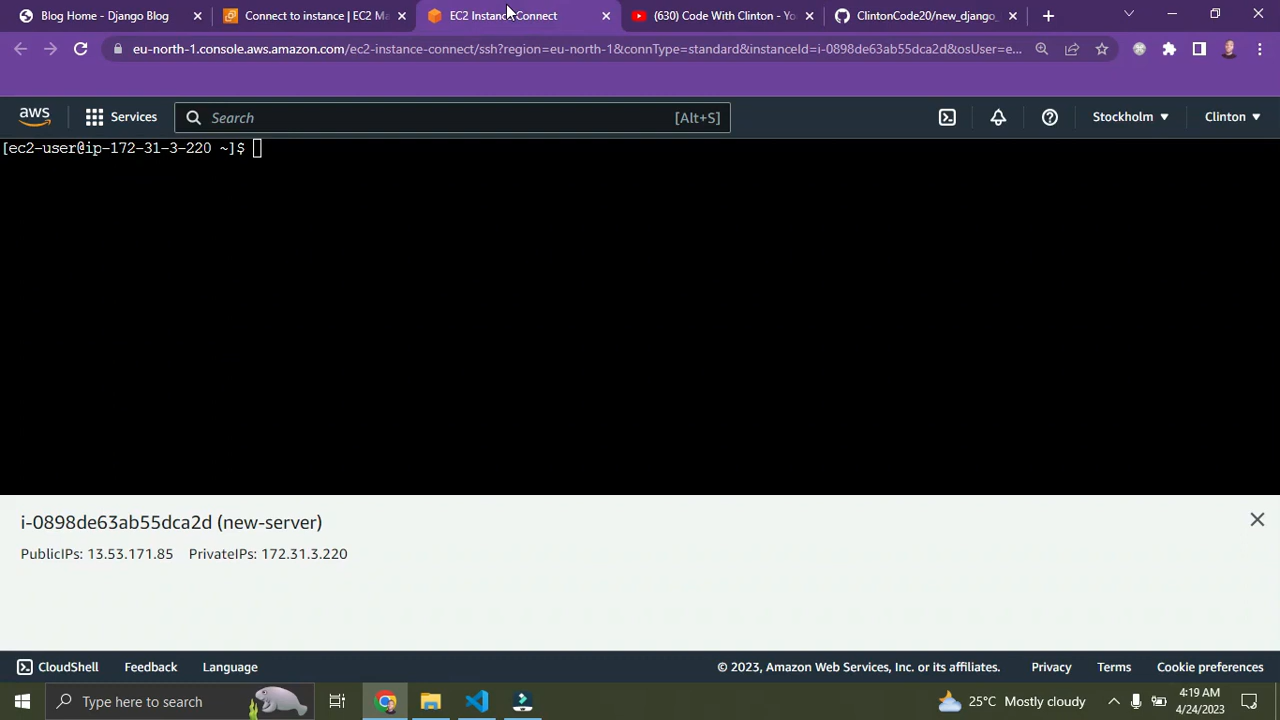 Blog Home - Django Blog
Connect to instance | EC2 Ma
EC2 Instance Connect
(630) Code With Clinton - Yo
ClintonCode20/new_django_
eu-north-1.console.aws.amazon.com/ec2-instance-connect/ssh?region=eu-north-1&connType=standard&instanceId=i-0898de63ab55dca2d&osUser=e...
aws
Services
Search
[Alt+S]
Stockholm
Clinton
[ec2-user@ip-172-31-3-220 ~]$
i-0898de63ab55dca2d (new-server)
PublicIPs: 13.53.171.85 PrivateIPs: 172.31.3.220
CloudShell
Feedback
Language
© 2023, Amazon Web Services, Inc. or its affiliates.
Privacy
Terms
Cookie preferences
Type here to search
25°C Mostly cloudy
4:19 AM
4/24/2023